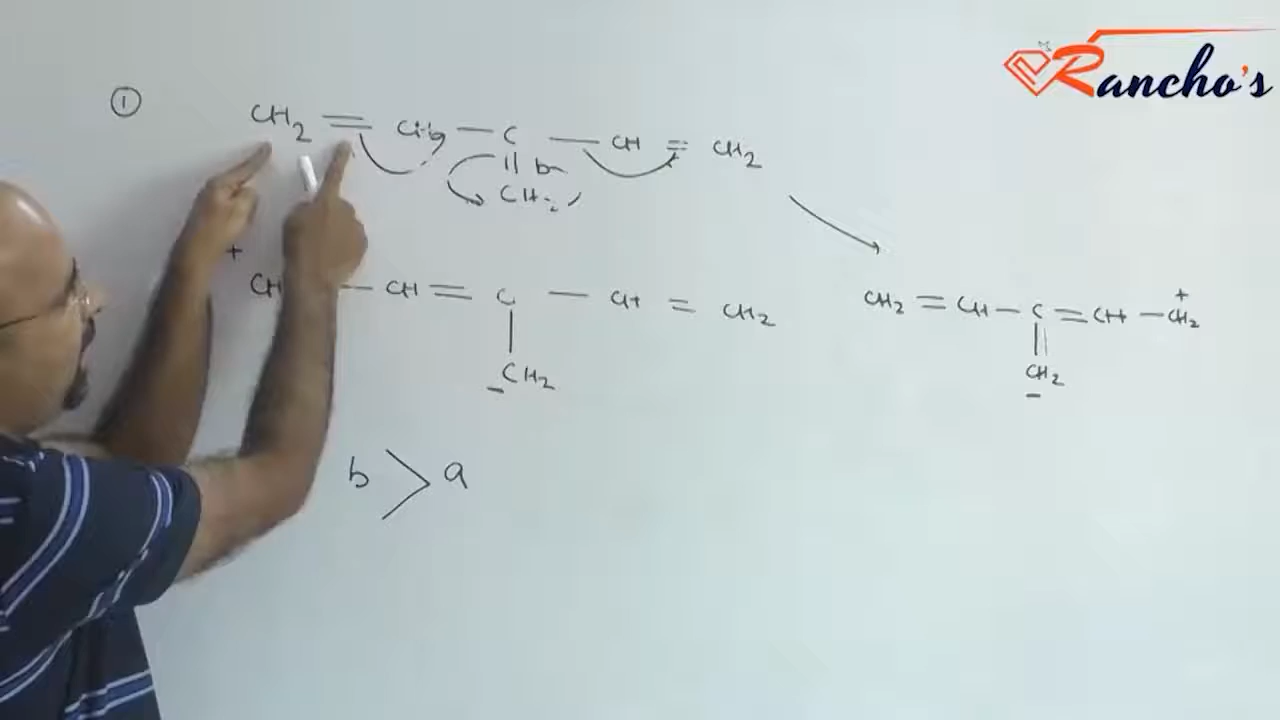 Rancho's
①
CH2 = CH — C — CH = CH2
|| b
CH2
+
CH — CH = C — CH = CH2
CH2
−
CH2 = CH — C = CH — CH2
+
CH2
−
b > a